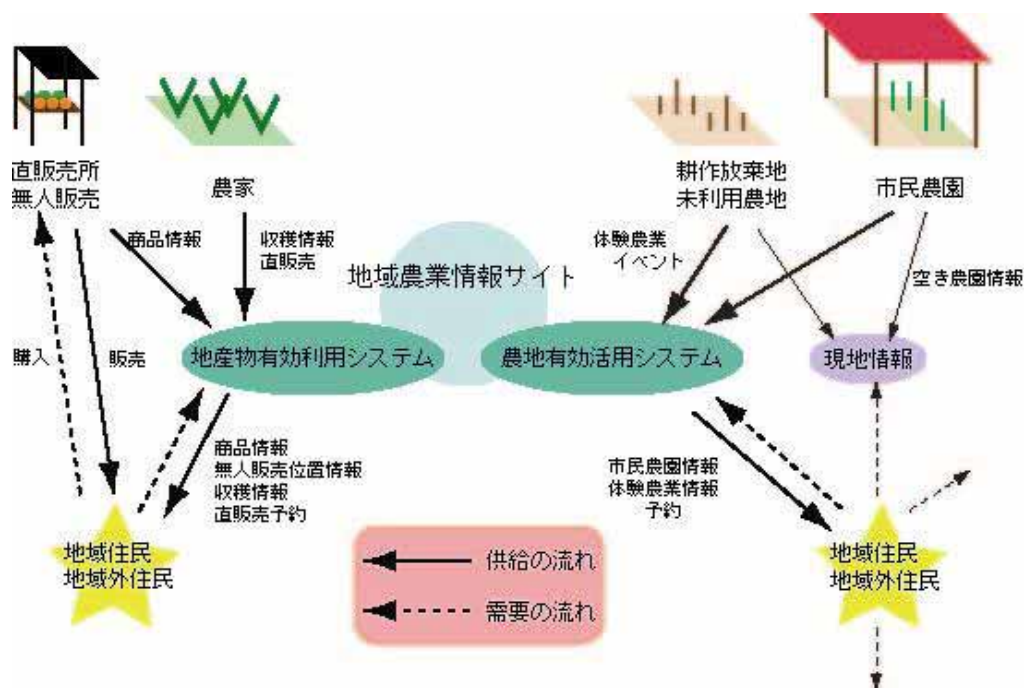 直販売所
無人販売
農家
耕作放棄地
未利用農地
市民農園
商品情報
収穫情報
直販売
体験農業
イベント
空き農園情報
地域農業情報サイト
購入
販売
地産物有効利用システム
農地有効活用システム
現地情報
商品情報
無人販売位置情報
収穫情報
直販売予約
市民農園情報
体験農業情報
予約
地域住民
地域外住民
地域住民
地域外住民
供給の流れ
需要の流れ